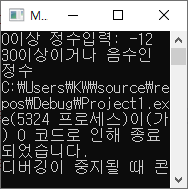 M..
0이상 정수입력: -12
30이상이거나 음수인
정수
C:\Users\KW\source\re
pos\Debug\Project1.ex
e(5324 프로세스)이(가
) 0 코드로 인해 종료
되었습니다.
디버깅이 중지될 때 콘